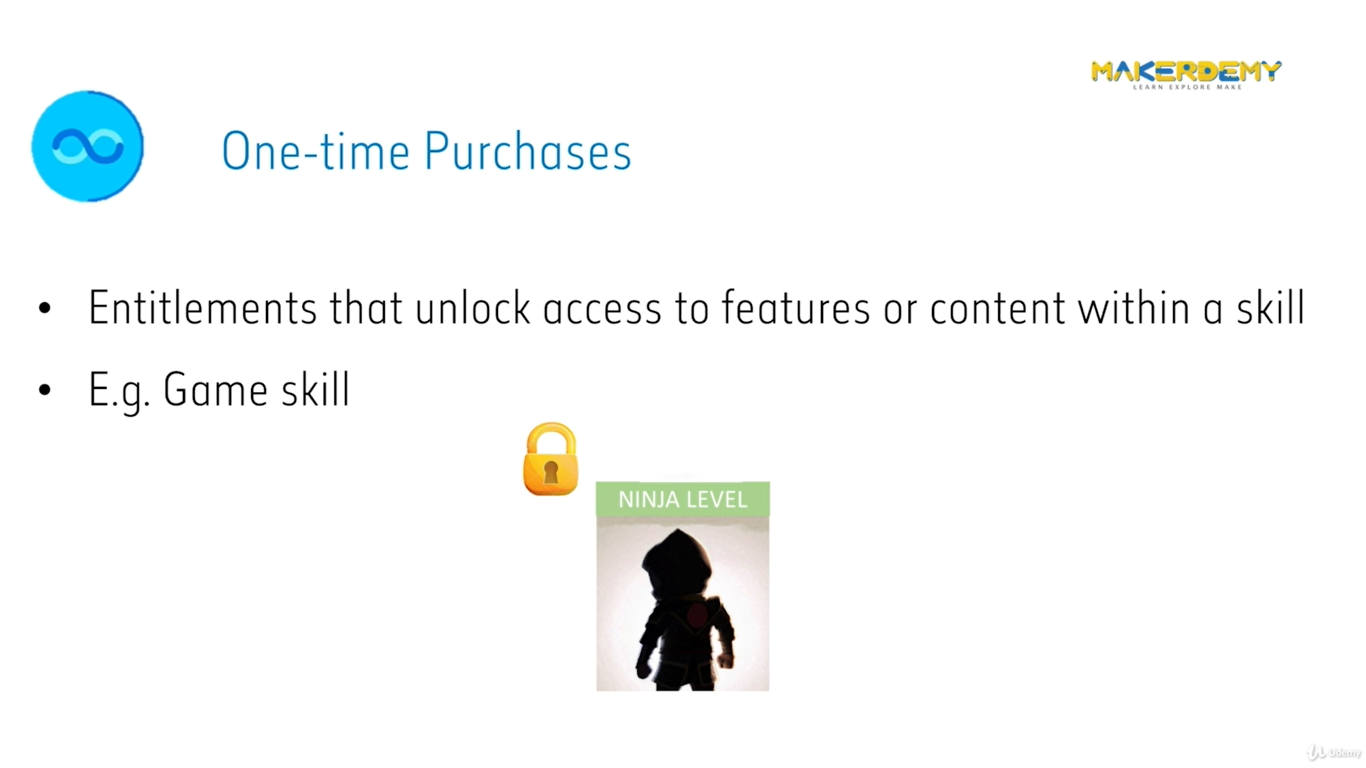 MAKERDEMY
LEARN EXPLORE MAKE
One-time Purchases
• Entitlements that unlock access to features or content within a skill
• E.g. Game skill
NINJA LEVEL
Udemy